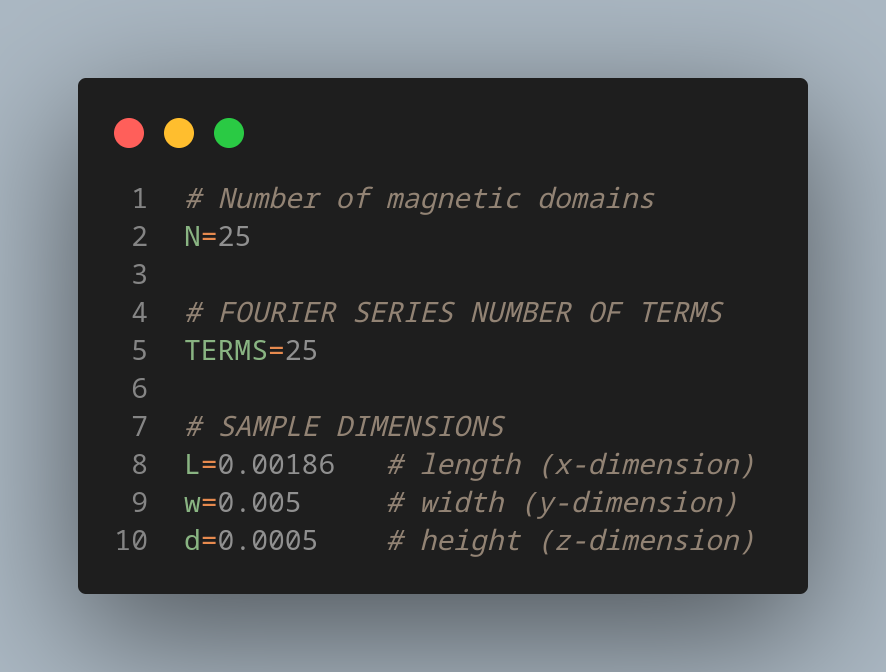 1 # Number of magnetic domains
2 N=25
3
4 # FOURIER SERIES NUMBER OF TERMS
5 TERMS=25
6
7 # SAMPLE DIMENSIONS
8 L=0.00186   # length (x-dimension)
9 w=0.005     # width (y-dimension)
10 d=0.0005    # height (z-dimension)